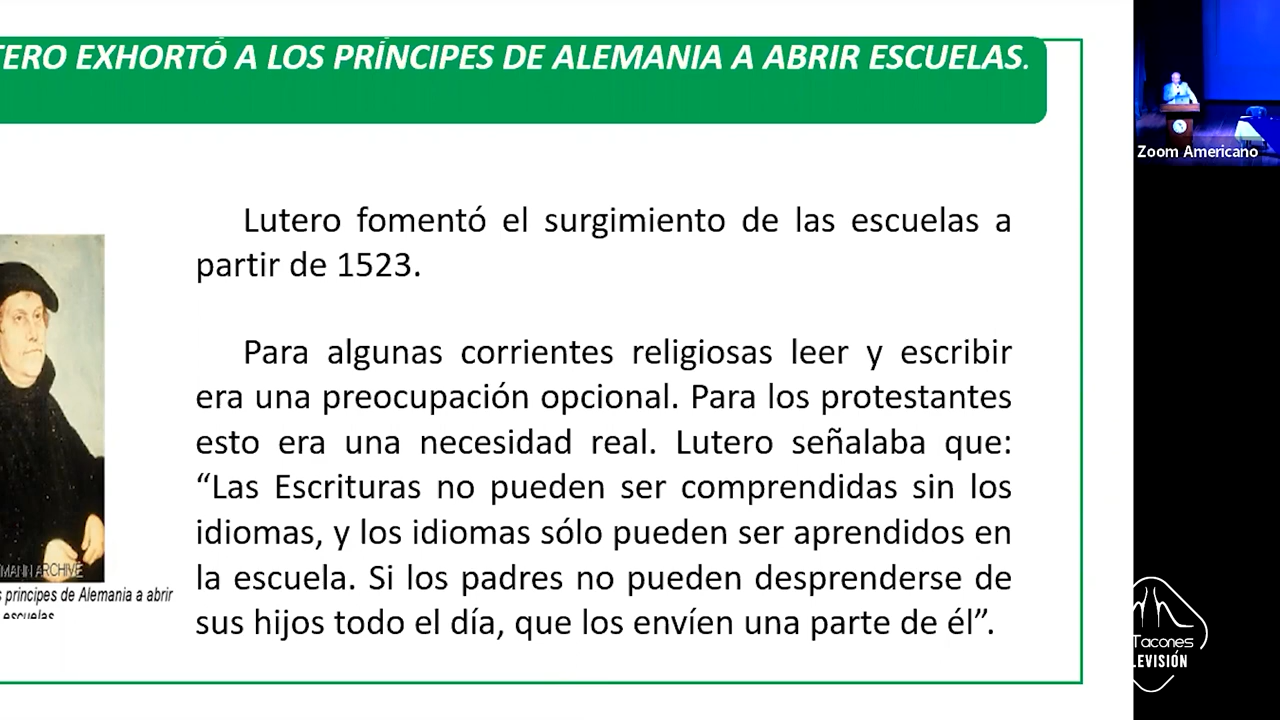 TERO EXHORTÓ A LOS PRÍNCIPES DE ALEMANIA A ABRIR ESCUELAS.
Zoom Americano
Lutero fomentó el surgimiento de las escuelas a
partir de 1523.
Para algunas corrientes religiosas leer y escribir
era una preocupación opcional. Para los protestantes
esto era una necesidad real. Lutero señalaba que:
“Las Escrituras no pueden ser comprendidas sin los
idiomas, y los idiomas sólo pueden ser aprendidos en
la escuela. Si los padres no pueden desprenderse de
sus hijos todo el día, que los envíen una parte de él”.
MANN ARCHIVE
s principes de Alemania a abrir
escuelas
Tacones
LEVISIÓN